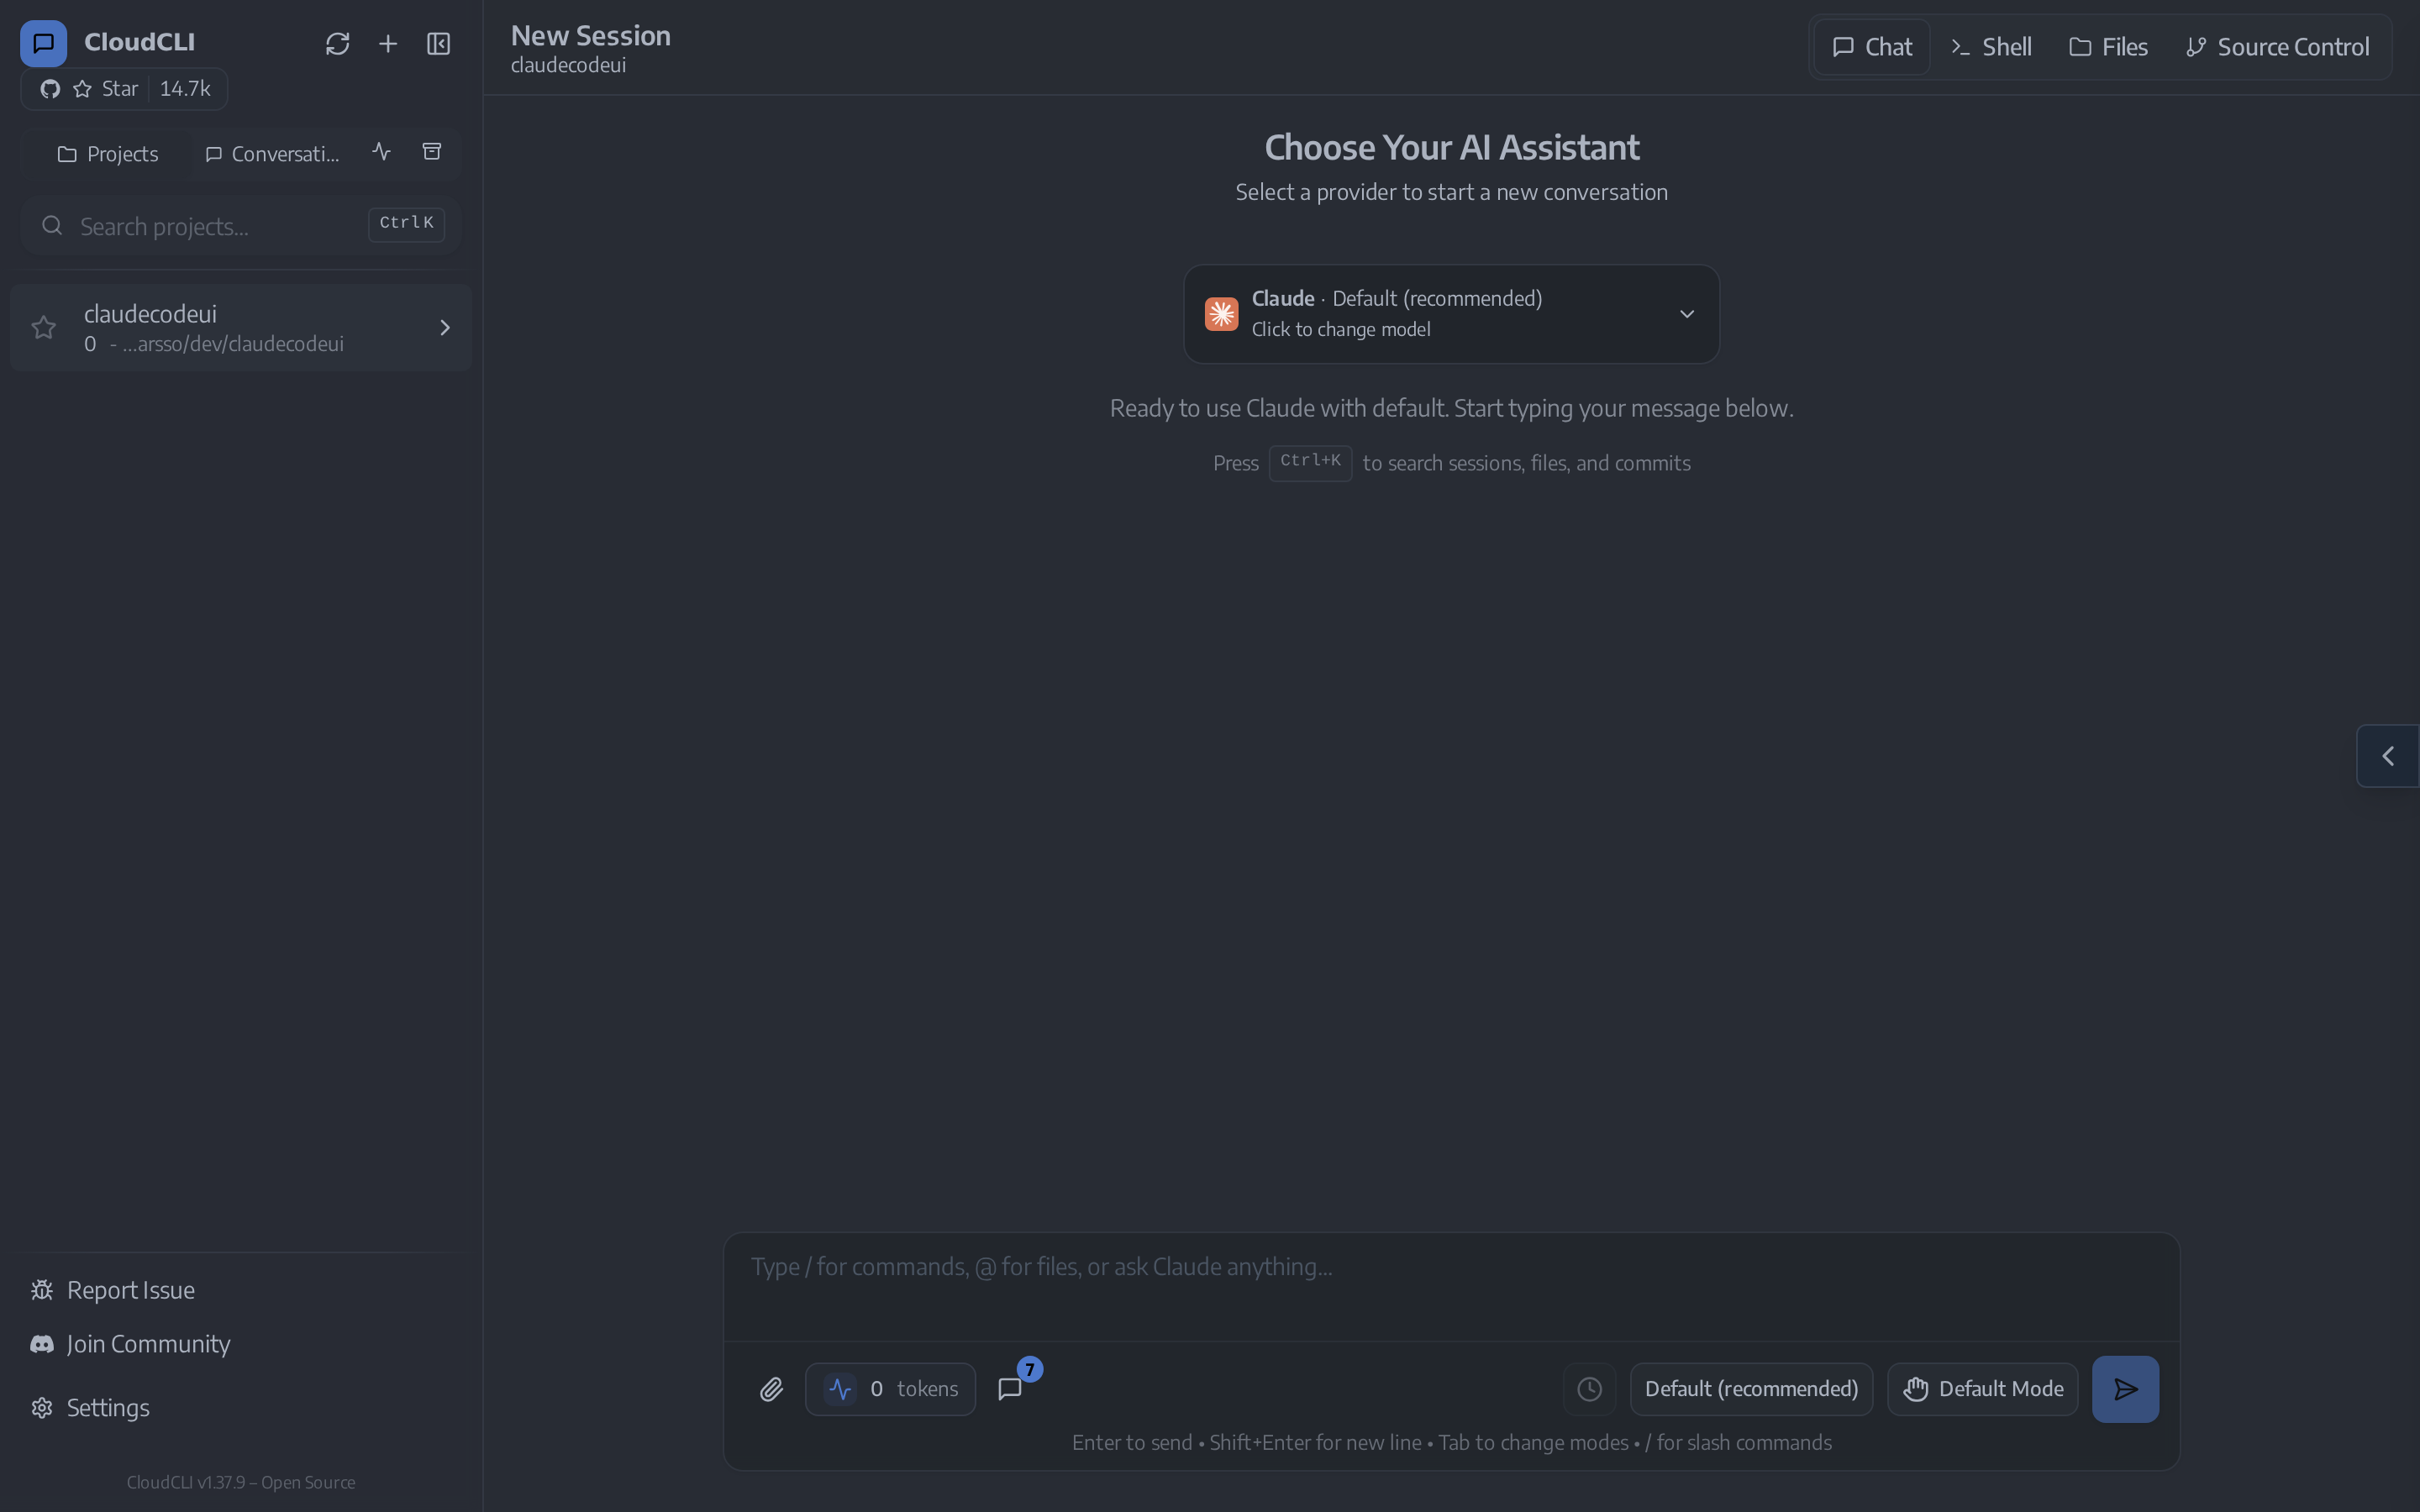 CloudCLI
Star 14.7k
Projects
Conversati...
Search projects...
Ctrl K
claudecodeui
0 - ...arsso/dev/claudecodeui
Report Issue
Join Community
Settings
CloudCLI v1.37.9 – Open Source
New Session
claudecodeui
Chat
Shell
Files
Source Control
Choose Your AI Assistant
Select a provider to start a new conversation
Claude · Default (recommended)
Click to change model
Ready to use Claude with default. Start typing your message below.
Press Ctrl+K to search sessions, files, and commits
Type / for commands, @ for files, or ask Claude anything...
0 tokens
7
Default (recommended)
Default Mode
Enter to send • Shift+Enter for new line • Tab to change modes • / for slash commands